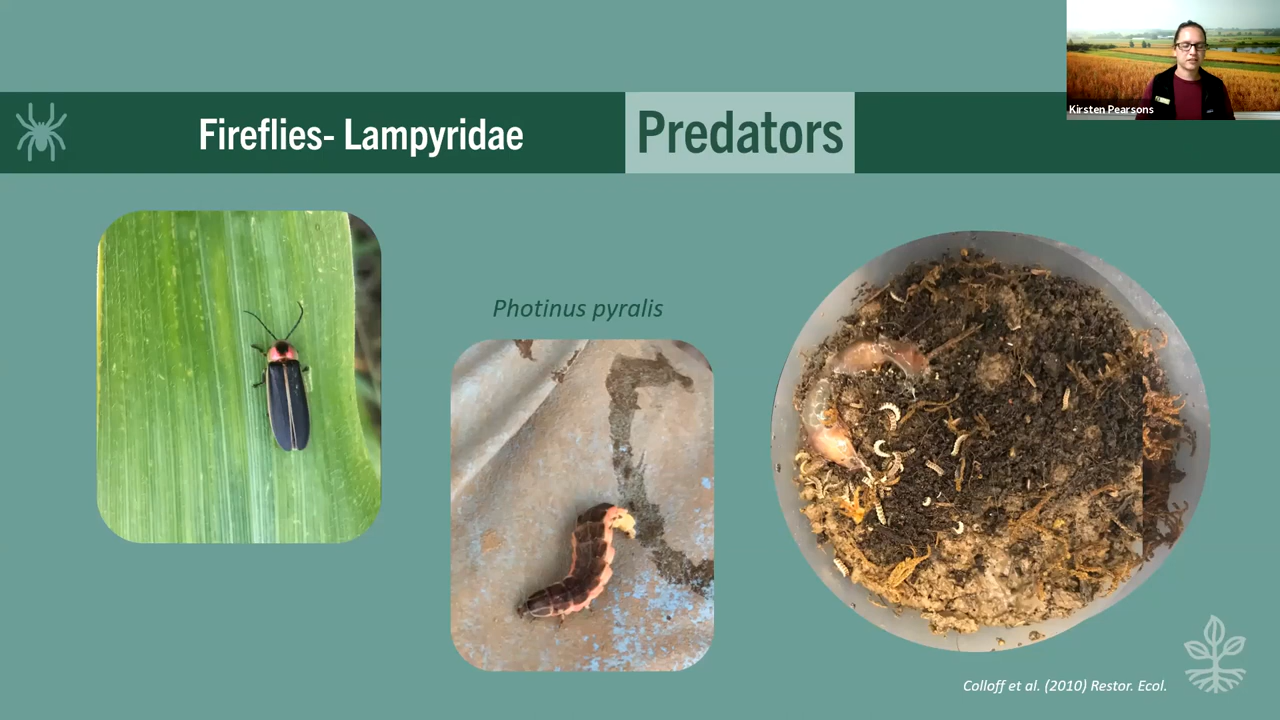 Kirsten Pearsons
Fireflies- Lampyridae
Predators
Photinus pyralis
Colloff et al. (2010) Restor. Ecol.